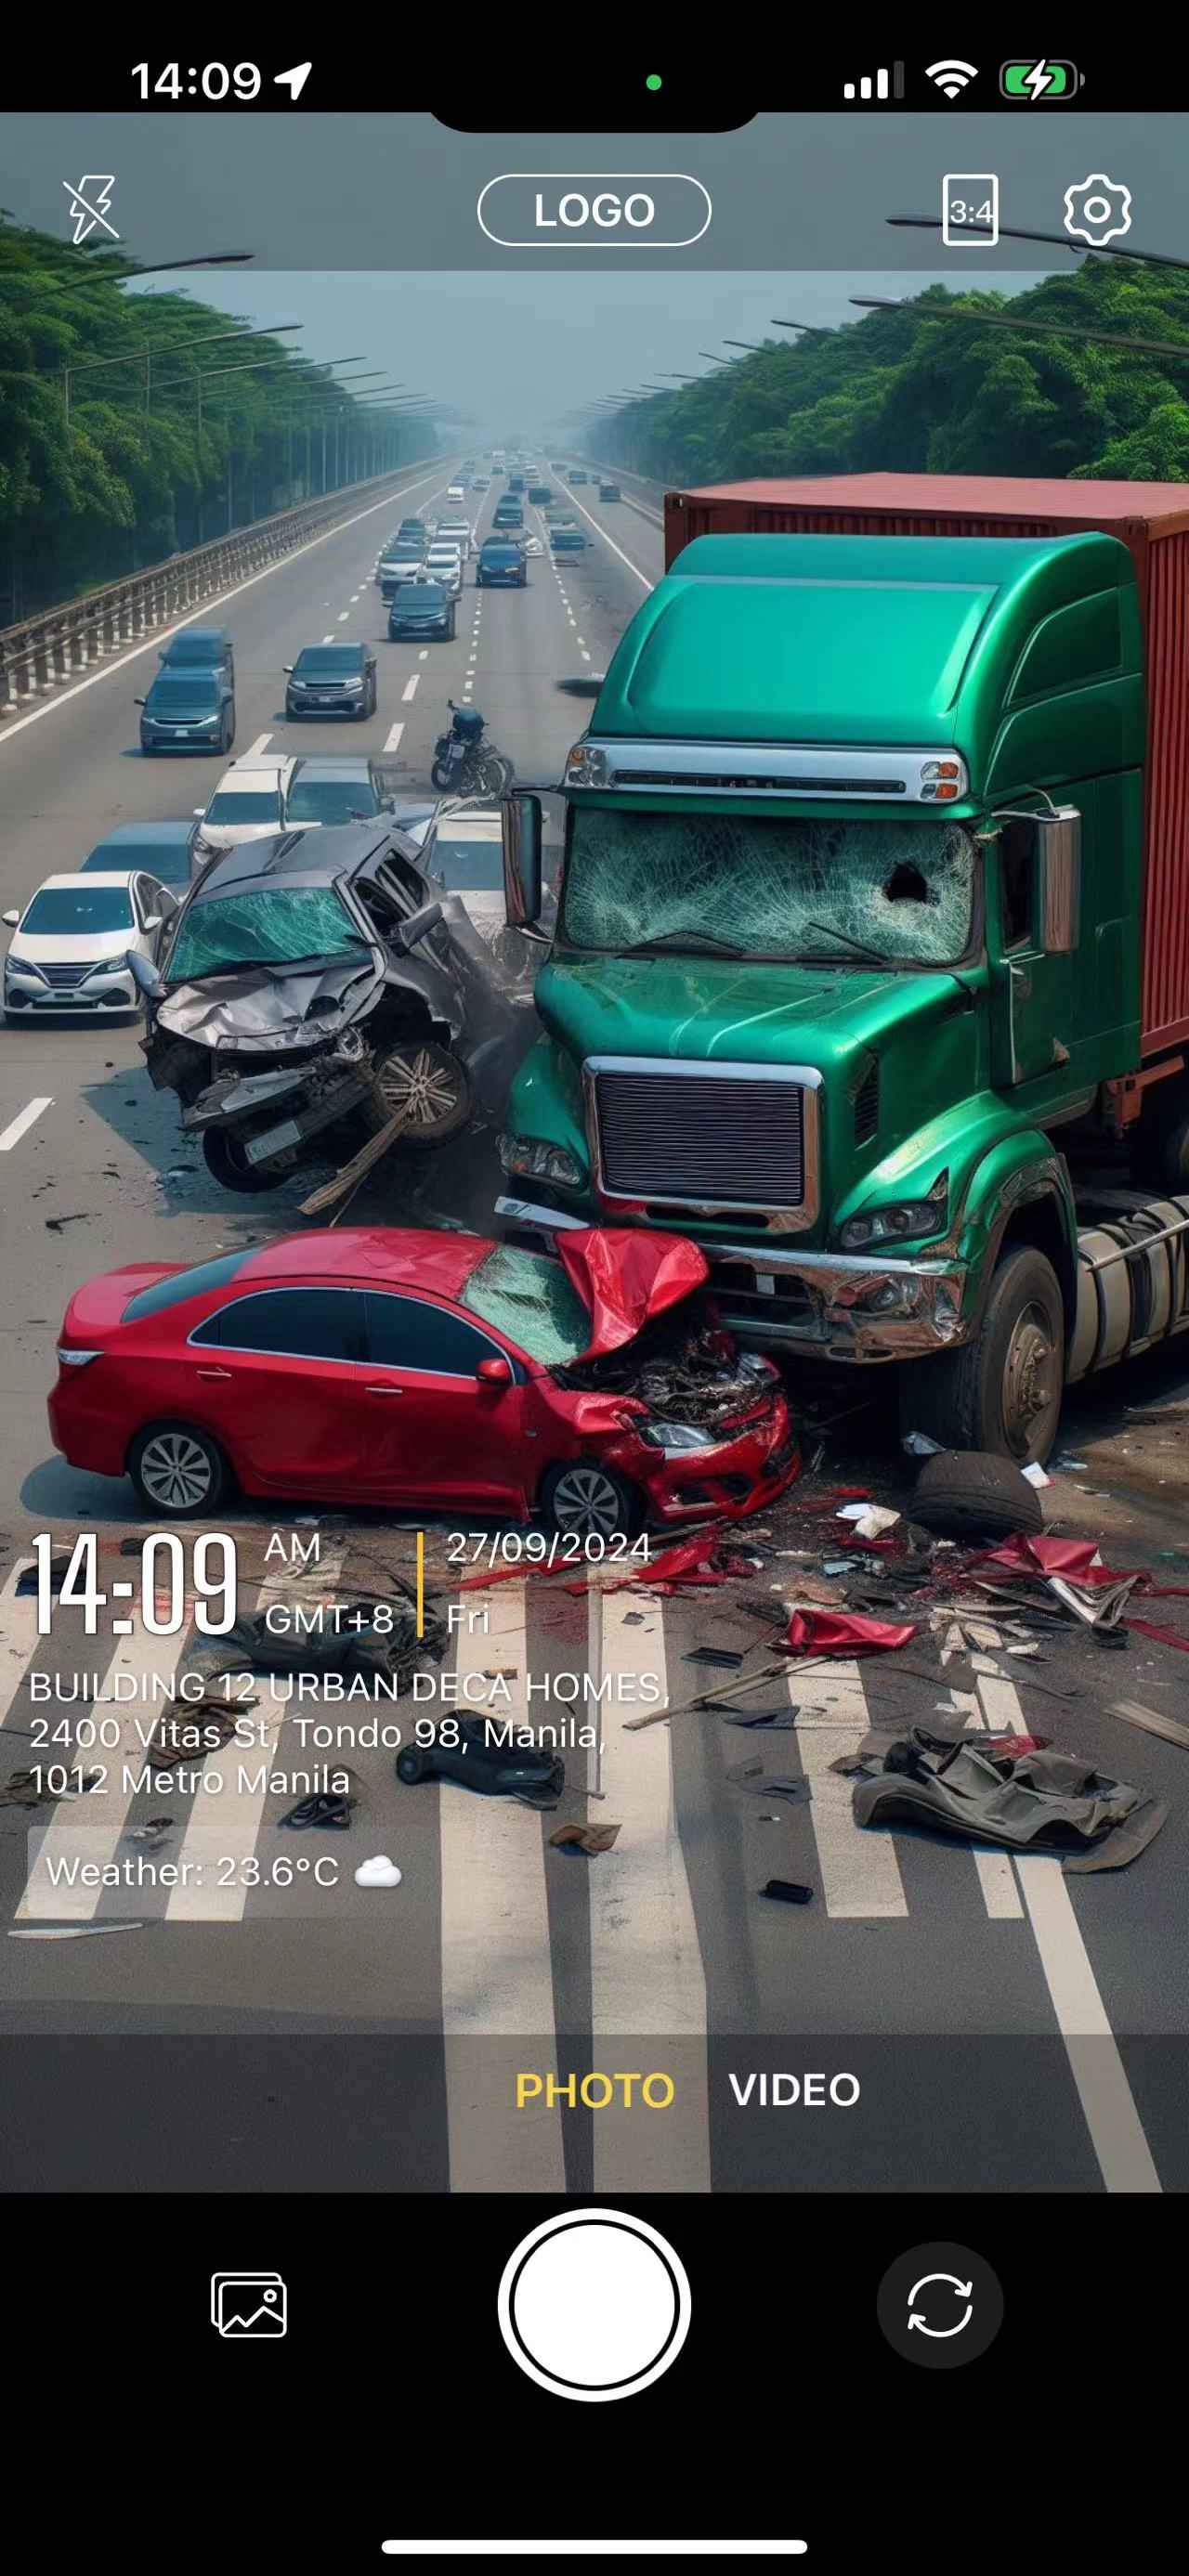 14:09
LOGO
3:4
14:09 AM 27/09/2024
GMT+8 Fri
BUILDING 12 URBAN DECA HOMES,
2400 Vitas St, Tondo 98, Manila,
1012 Metro Manila
Weather: 23.6°C
PHOTO VIDEO